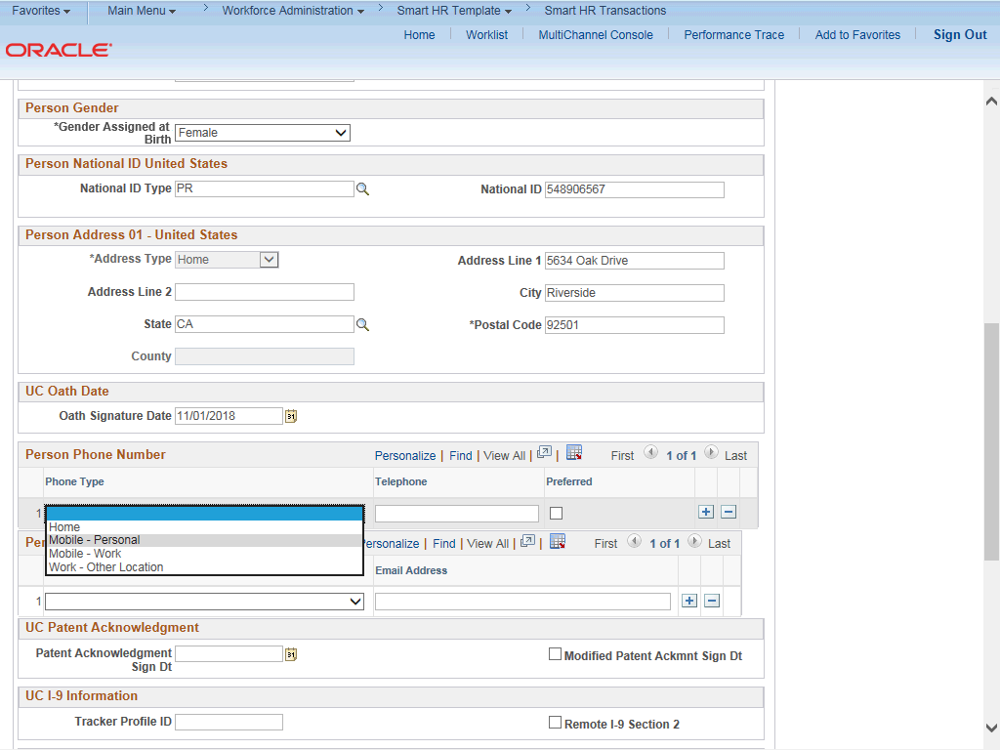 Favorites Main Menu > Workforce Administration > Smart HR Template > Smart HR Transactions
Home Worklist MultiChannel Console Performance Trace Add to Favorites Sign Out
ORACLE
Person Gender
*Gender Assigned at Birth Female
Person National ID United States
National ID Type PR National ID 548906567
Person Address 01 - United States
*Address Type Home Address Line 1 5634 Oak Drive
Address Line 2 City Riverside
State CA *Postal Code 92501
County
UC Oath Date
Oath Signature Date 11/01/2018 31
Person Phone Number Personalize | Find | View All | | First 1 of 1 Last
Phone Type Telephone Preferred
1
Home
Mobile - Personal
Mobile - Work
Work - Other Location
Per ersonalize | Find | View All | | First 1 of 1 Last
Email Address
1
UC Patent Acknowledgment
Patent Acknowledgment Sign Dt 31 Modified Patent Ackmnt Sign Dt
UC I-9 Information
Tracker Profile ID Remote I-9 Section 2